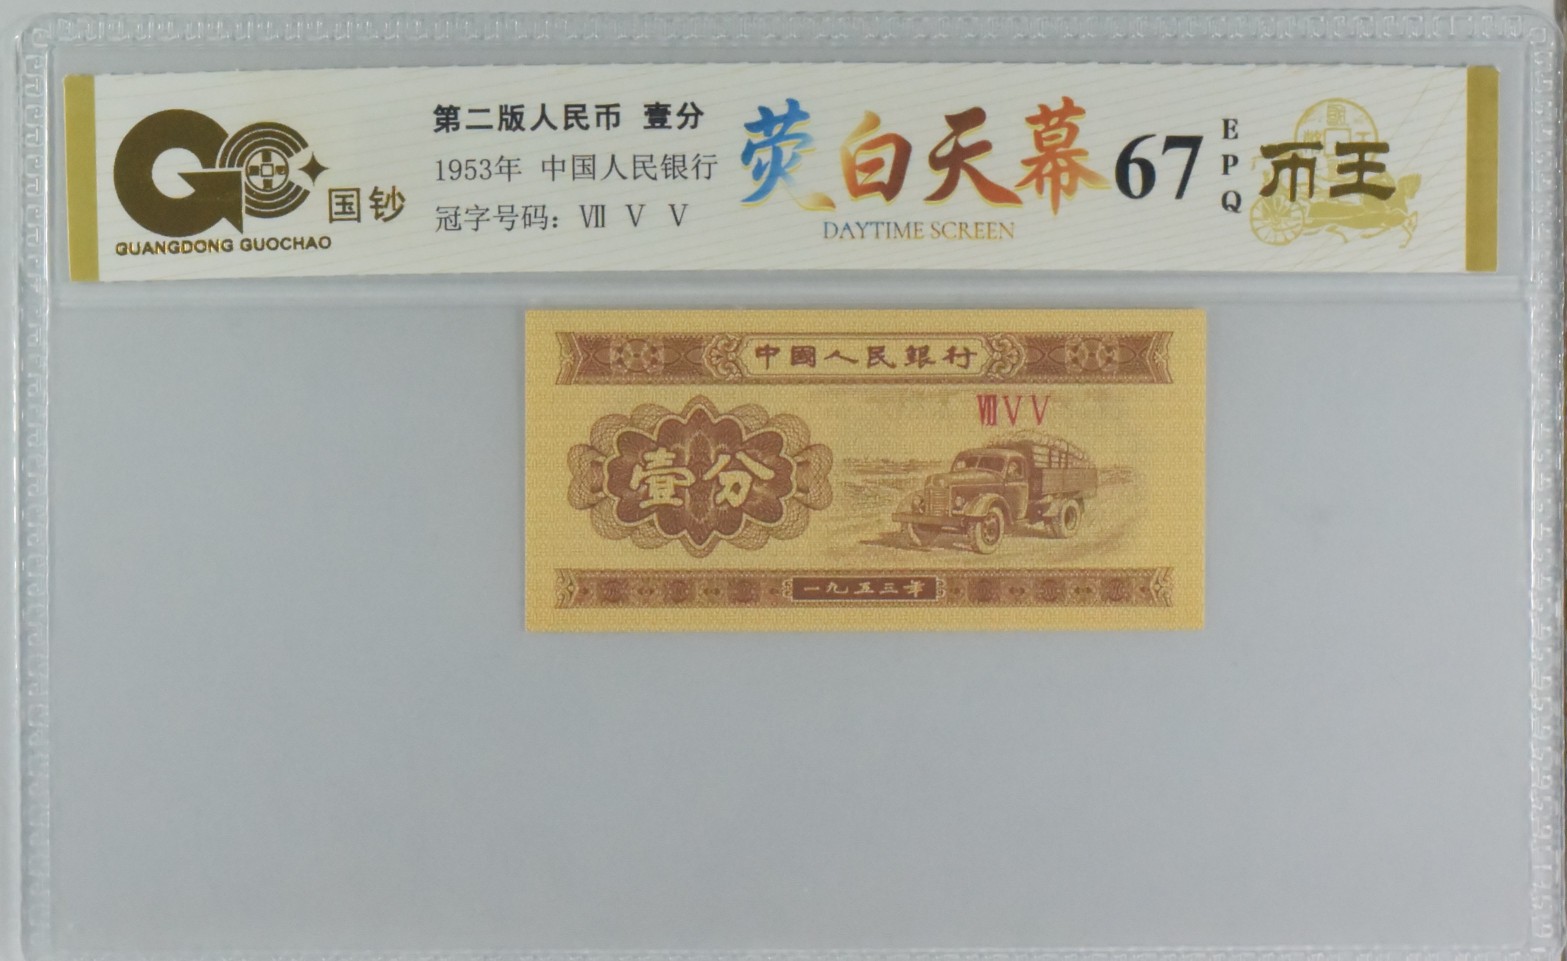 第二版人民币 壹分
1953年 中国人民银行
冠字号码: Ⅶ Ⅴ Ⅴ
国钞
GUANGDONG GUOCHAO
荧白天幕
DAYTIME SCREEN
67
EPQ
币王
中國人民銀行
ⅦⅤⅤ
壹分
一九五三年